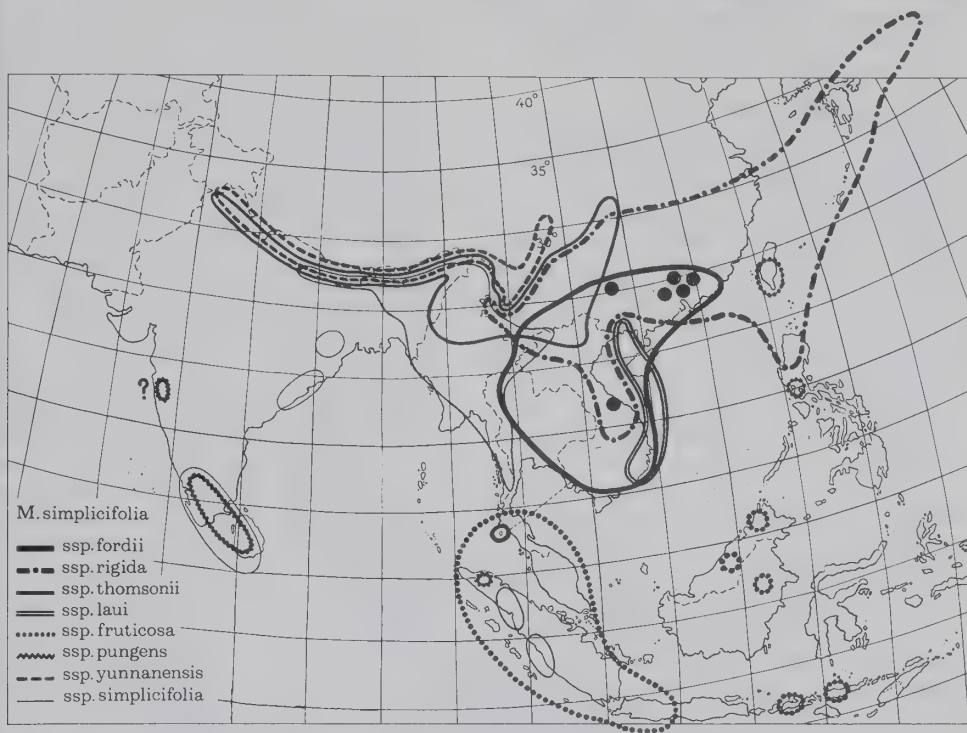 40°
35°
30°
?
M. simplicifolia
ssp. fordii
ssp. rigida
ssp. thomsonii
ssp. laui
ssp. fruticosa
ssp. pungens
ssp. yunnanensis
ssp. simplicifolia